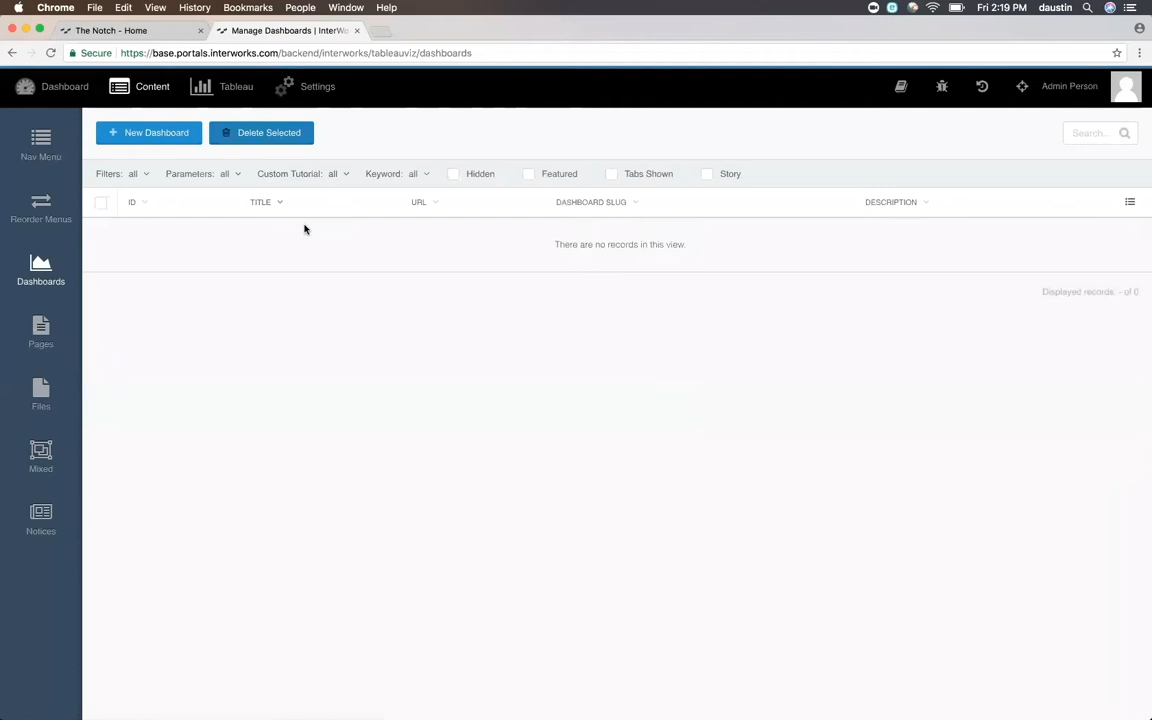 Chrome File Edit View History Bookmarks People Window Help Fri 2:19 PM daustin
The Notch - Home Manage Dashboards | InterWo
Secure https://base.portals.interworks.com/backend/interworks/tableauviz/dashboards
Dashboard Content Tableau Settings Admin Person
Nav Menu
Reorder Menus
Dashboards
Pages
Files
Mixed
Notices
+ New Dashboard Delete Selected Search...
Filters: all Parameters: all Custom Tutorial: all Keyword: all Hidden Featured Tabs Shown Story
ID TITLE URL DASHBOARD SLUG DESCRIPTION
There are no records in this view.
Displayed records: - of 0